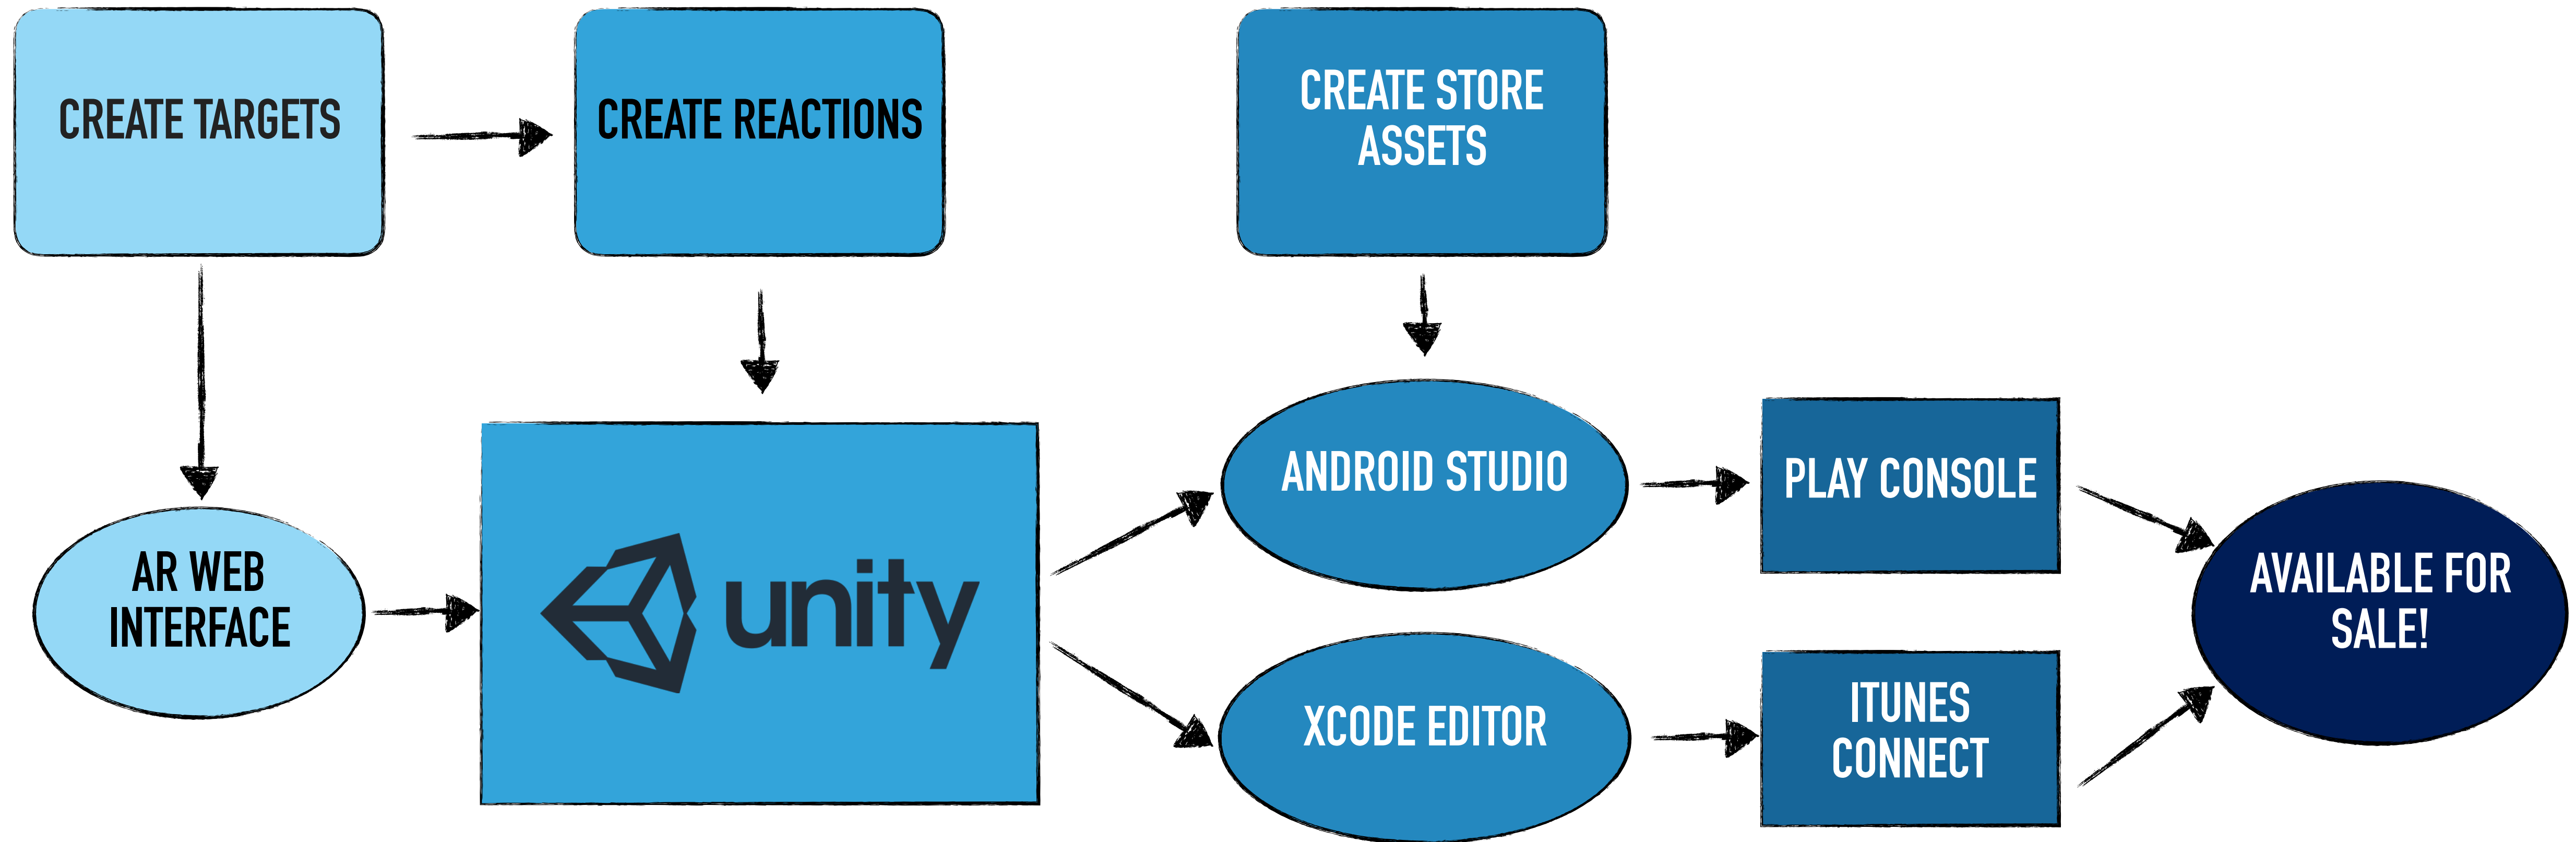 CREATE TARGETS
CREATE REACTIONS
CREATE STORE
ASSETS
AR WEB
INTERFACE
unity
ANDROID STUDIO
PLAY CONSOLE
XCODE EDITOR
ITUNES
CONNECT
AVAILABLE FOR
SALE!